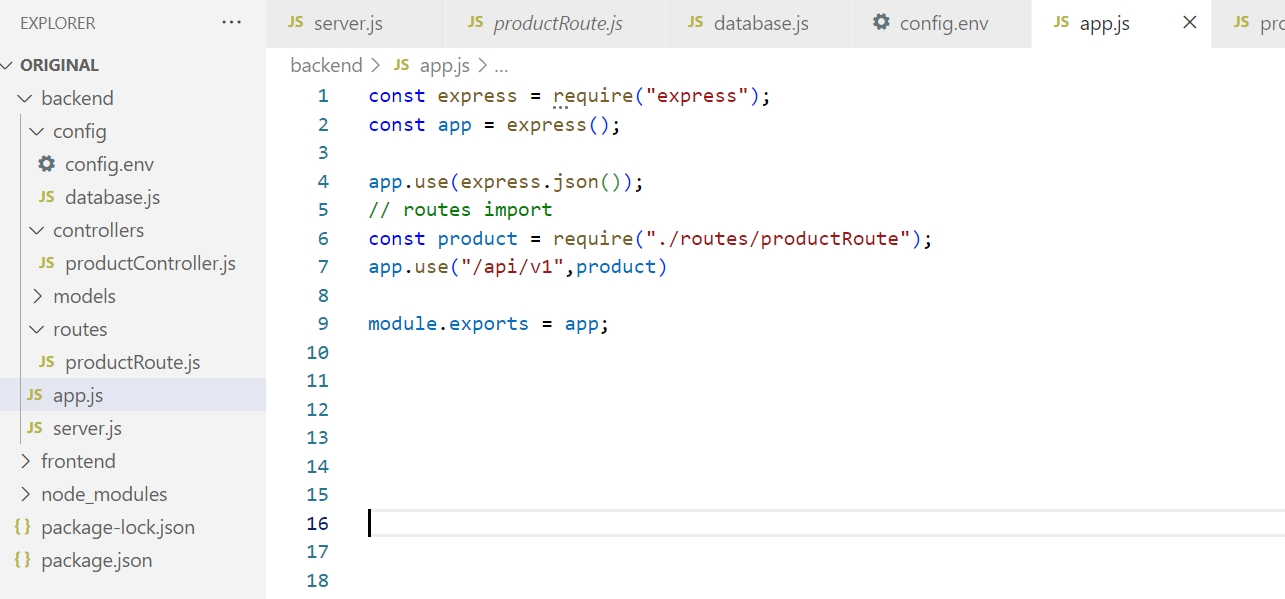 EXPLORER ...
ORIGINAL
backend
config
config.env
JS database.js
controllers
JS productController.js
models
routes
JS productRoute.js
JS app.js
JS server.js
frontend
node_modules
{} package-lock.json
{} package.json
JS server.js JS productRoute.js JS database.js config.env JS app.js × JS pro
backend > JS app.js > ...
1 const express = require("express");
2 const app = express();
3
4 app.use(express.json());
5 // routes import
6 const product = require("./routes/productRoute");
7 app.use("/api/v1",product)
8
9 module.exports = app;
10
11
12
13
14
15
16
17
18